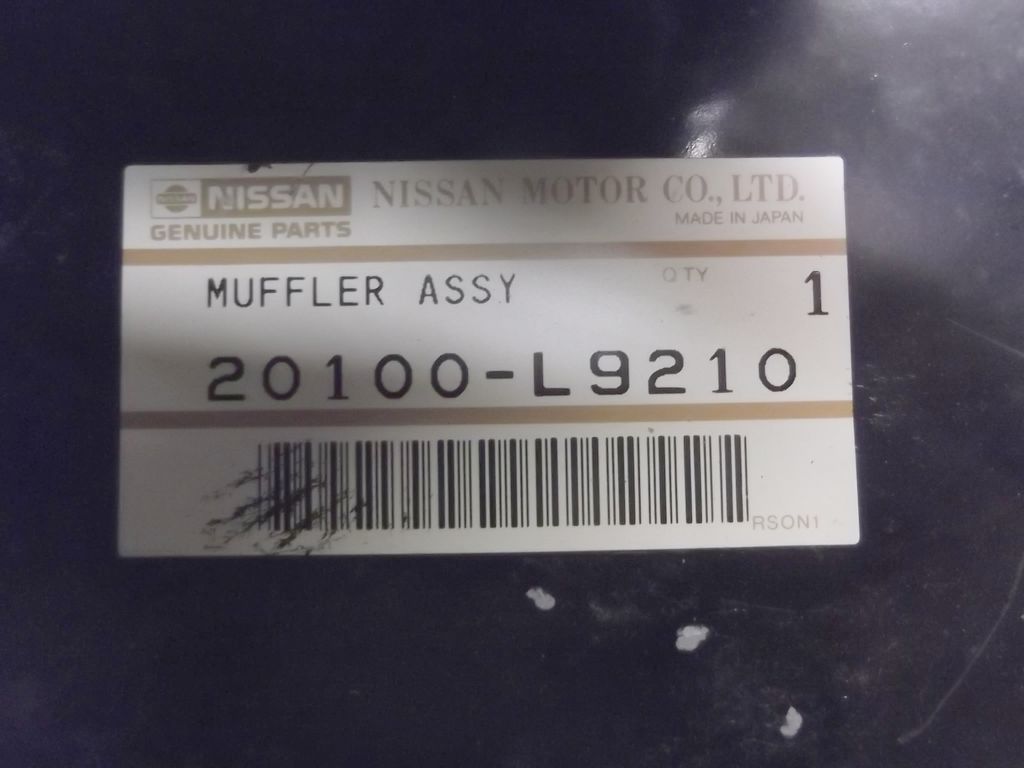 NISSAN NISSAN MOTOR CO., LTD.
GENUINE PARTS MADE IN JAPAN
MUFFLER ASSY QTY 1
20100-L9210
RSON1